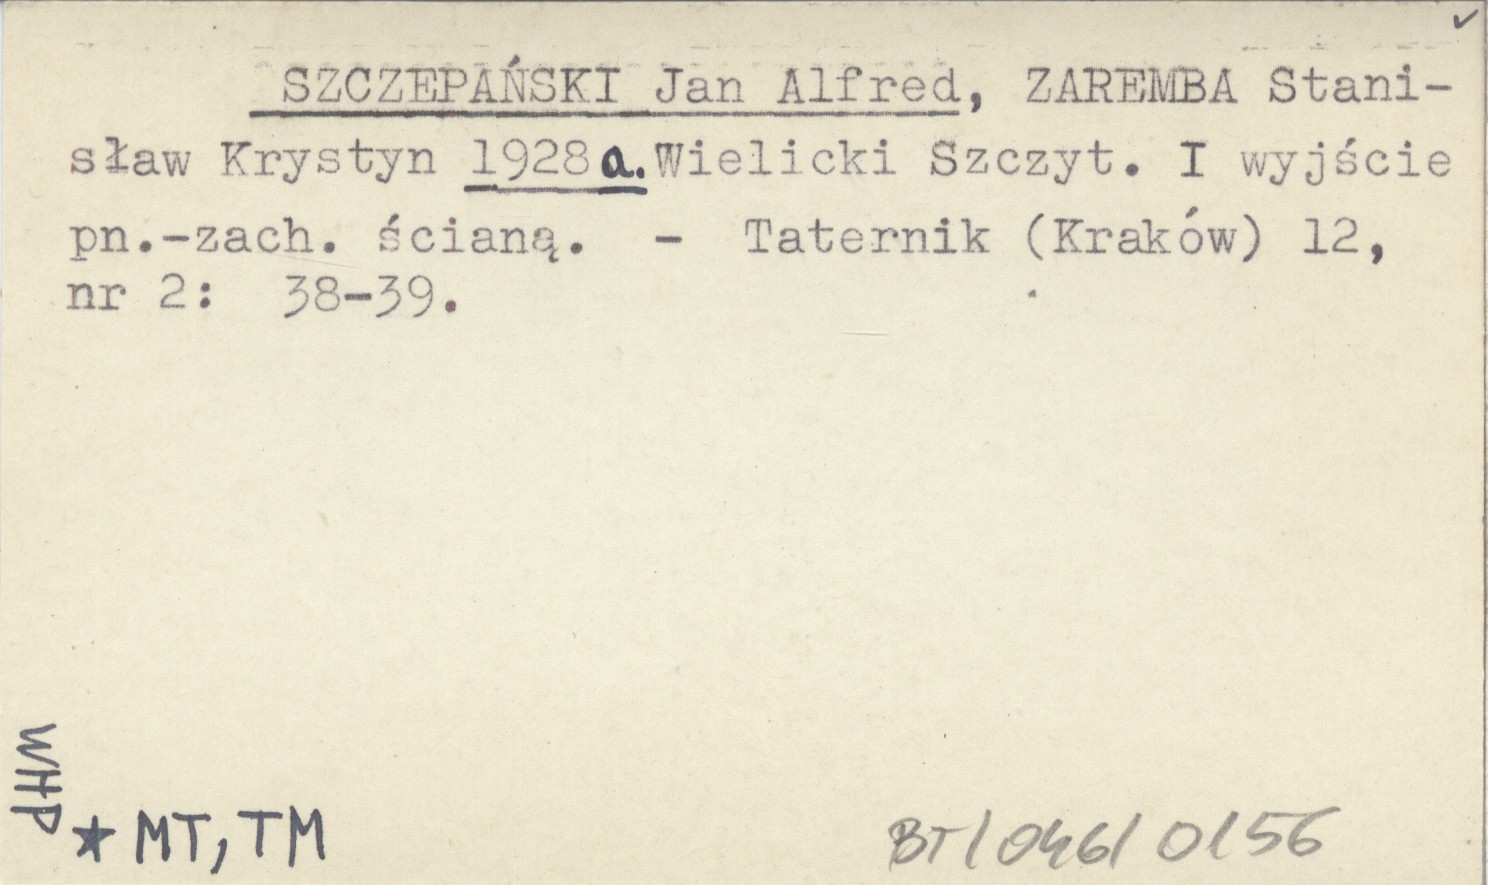 SZCZEPAŃSKI Jan Alfred, ZAREMBA Stani-
sław Krystyn 1928 a. Wielicki Szczyt. I wyjście
pn.-zach. ścianą. - Taternik (Kraków) 12,
nr 2: 38-39.
WHP
★ MT, TM
BT/046/0156